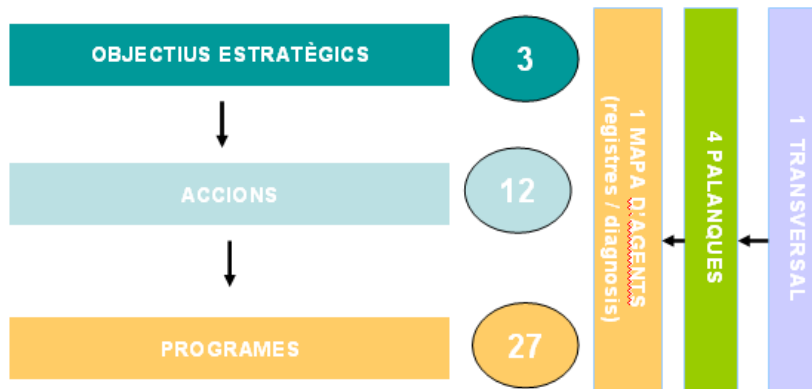 OBJECTIUS ESTRATÈGICS
3
ACCIONS
12
PROGRAMES
27
1 MAPA D'AGENTS
(registres / diagnosis)
4 PALANQUES
1 TRANSVERSAL